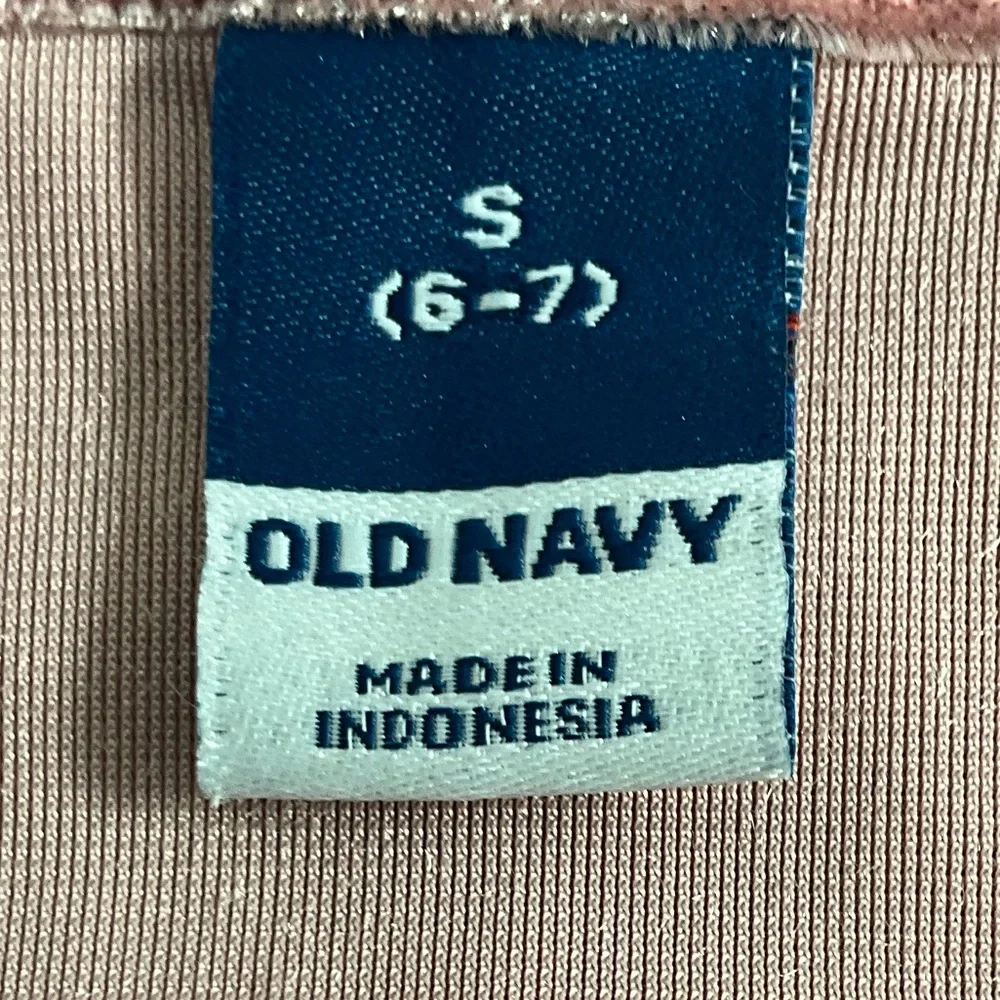 S
(6-7)
OLD NAVY
MADE IN
INDONESIA